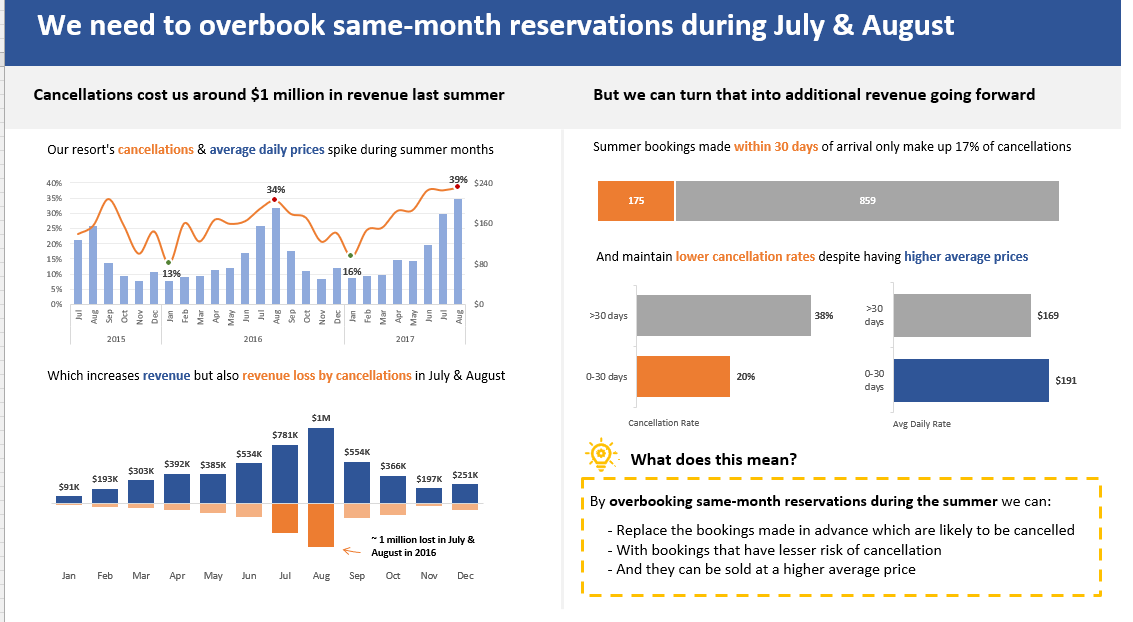 We need to overbook same-month reservations during July & August
Cancellations cost us around $1 million in revenue last summer
Our resort's cancellations & average daily prices spike during summer months
40%
35%
30%
25%
20%
15%
10%
5%
0%
$240
$160
$80
$0
13%
34%
16%
39%
Jul Aug Sep Oct Nov Dec Jan Feb Mar Apr May Jun Jul Aug Sep Oct Nov Dec Jan Feb Mar Apr May Jun Jul Aug
2015 2016 2017
Which increases revenue but also revenue loss by cancellations in July & August
$91K $193K $303K $392K $385K $534K $781K $1M $554K $366K $197K $251K
~ 1 million lost in July &
August in 2016
Jan Feb Mar Apr May Jun Jul Aug Sep Oct Nov Dec
But we can turn that into additional revenue going forward
Summer bookings made within 30 days of arrival only make up 17% of cancellations
175 859
And maintain lower cancellation rates despite having higher average prices
>30 days 38%
0-30 days 20%
Cancellation Rate
>30
days
$169
0-30
days
$191
Avg Daily Rate
What does this mean?
By overbooking same-month reservations during the summer we can:
- Replace the bookings made in advance which are likely to be cancelled
- With bookings that have lesser risk of cancellation
- And they can be sold at a higher average price